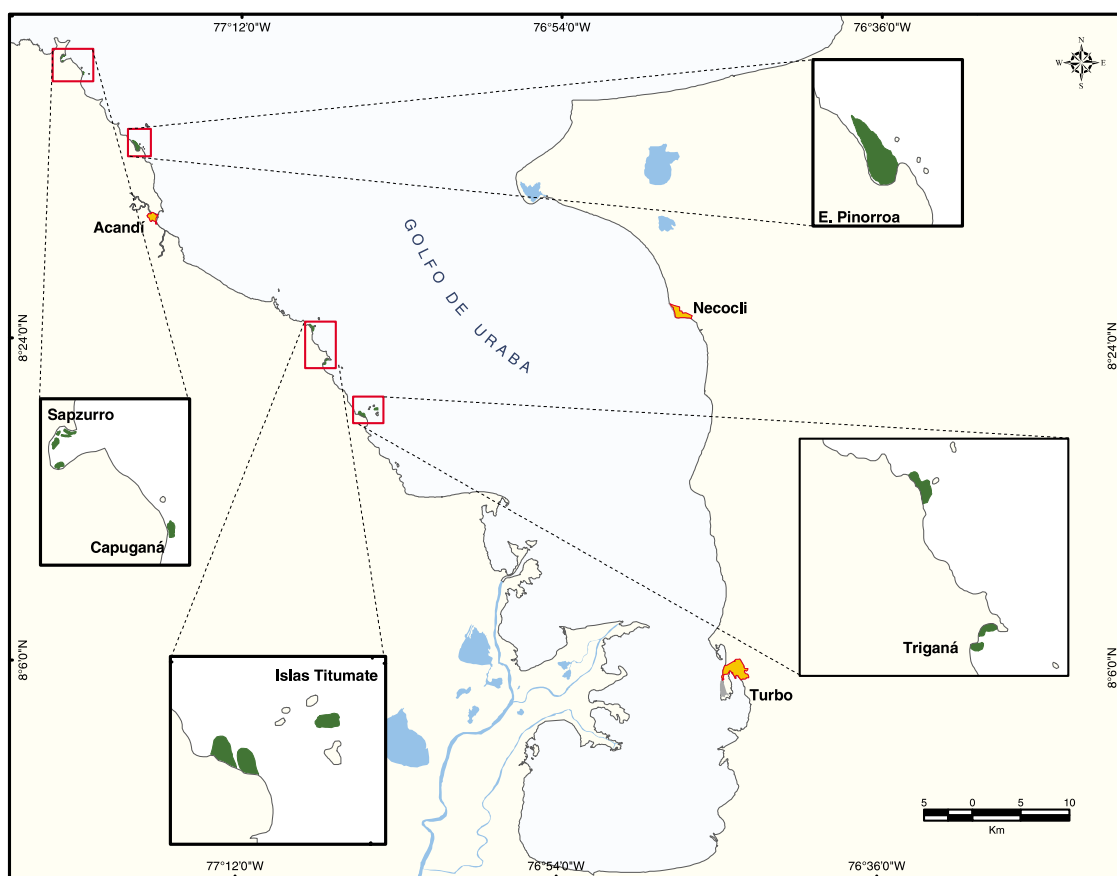 77°12'0"W
76°54'0"W
76°36'0"W
N
W
E
S
E. Pinorroa
Acandí
GOLFO DE URABA
Necocli
8°24'0"N
8°24'0"N
Sapzurro
Capuganá
Triganá
8°6'0"N
8°6'0"N
Islas Titumate
Turbo
5 0 5 10
Km
77°12'0"W
76°54'0"W
76°36'0"W